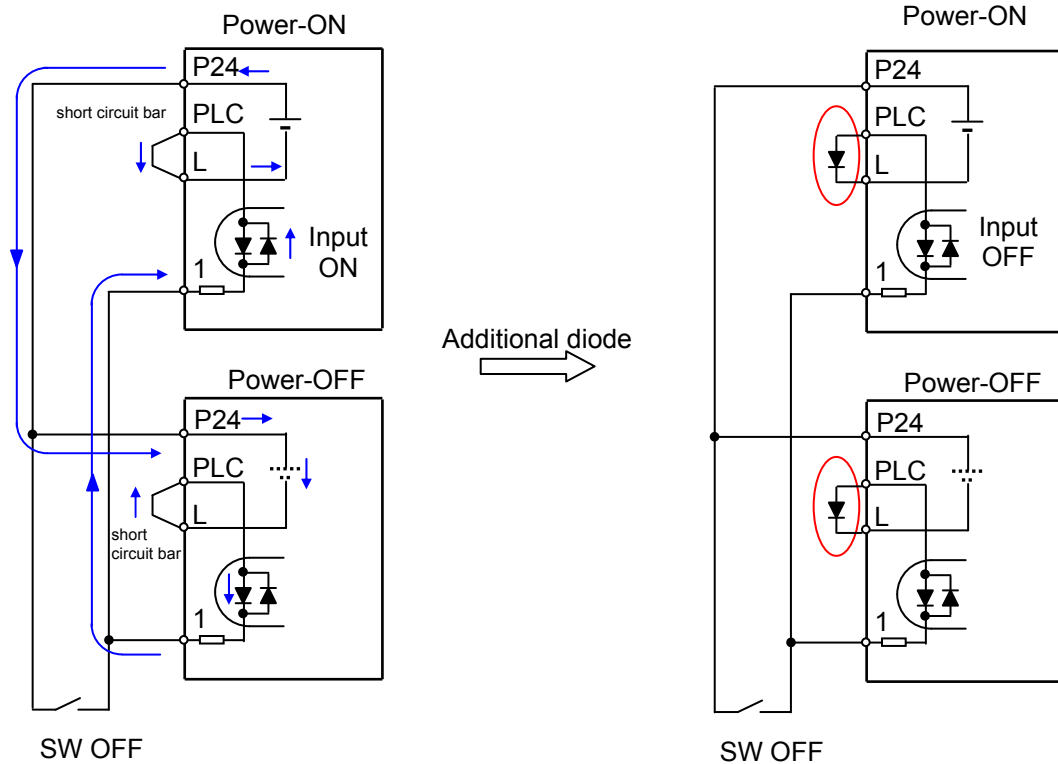 Power-ON
P24
short circuit bar
PLC
L
Input
ON
1
Power-OFF
P24
PLC
L
short
circuit bar
1
SW OFF
Additional diode
Power-ON
P24
PLC
L
Input
OFF
1
Power-OFF
P24
PLC
L
1
SW OFF